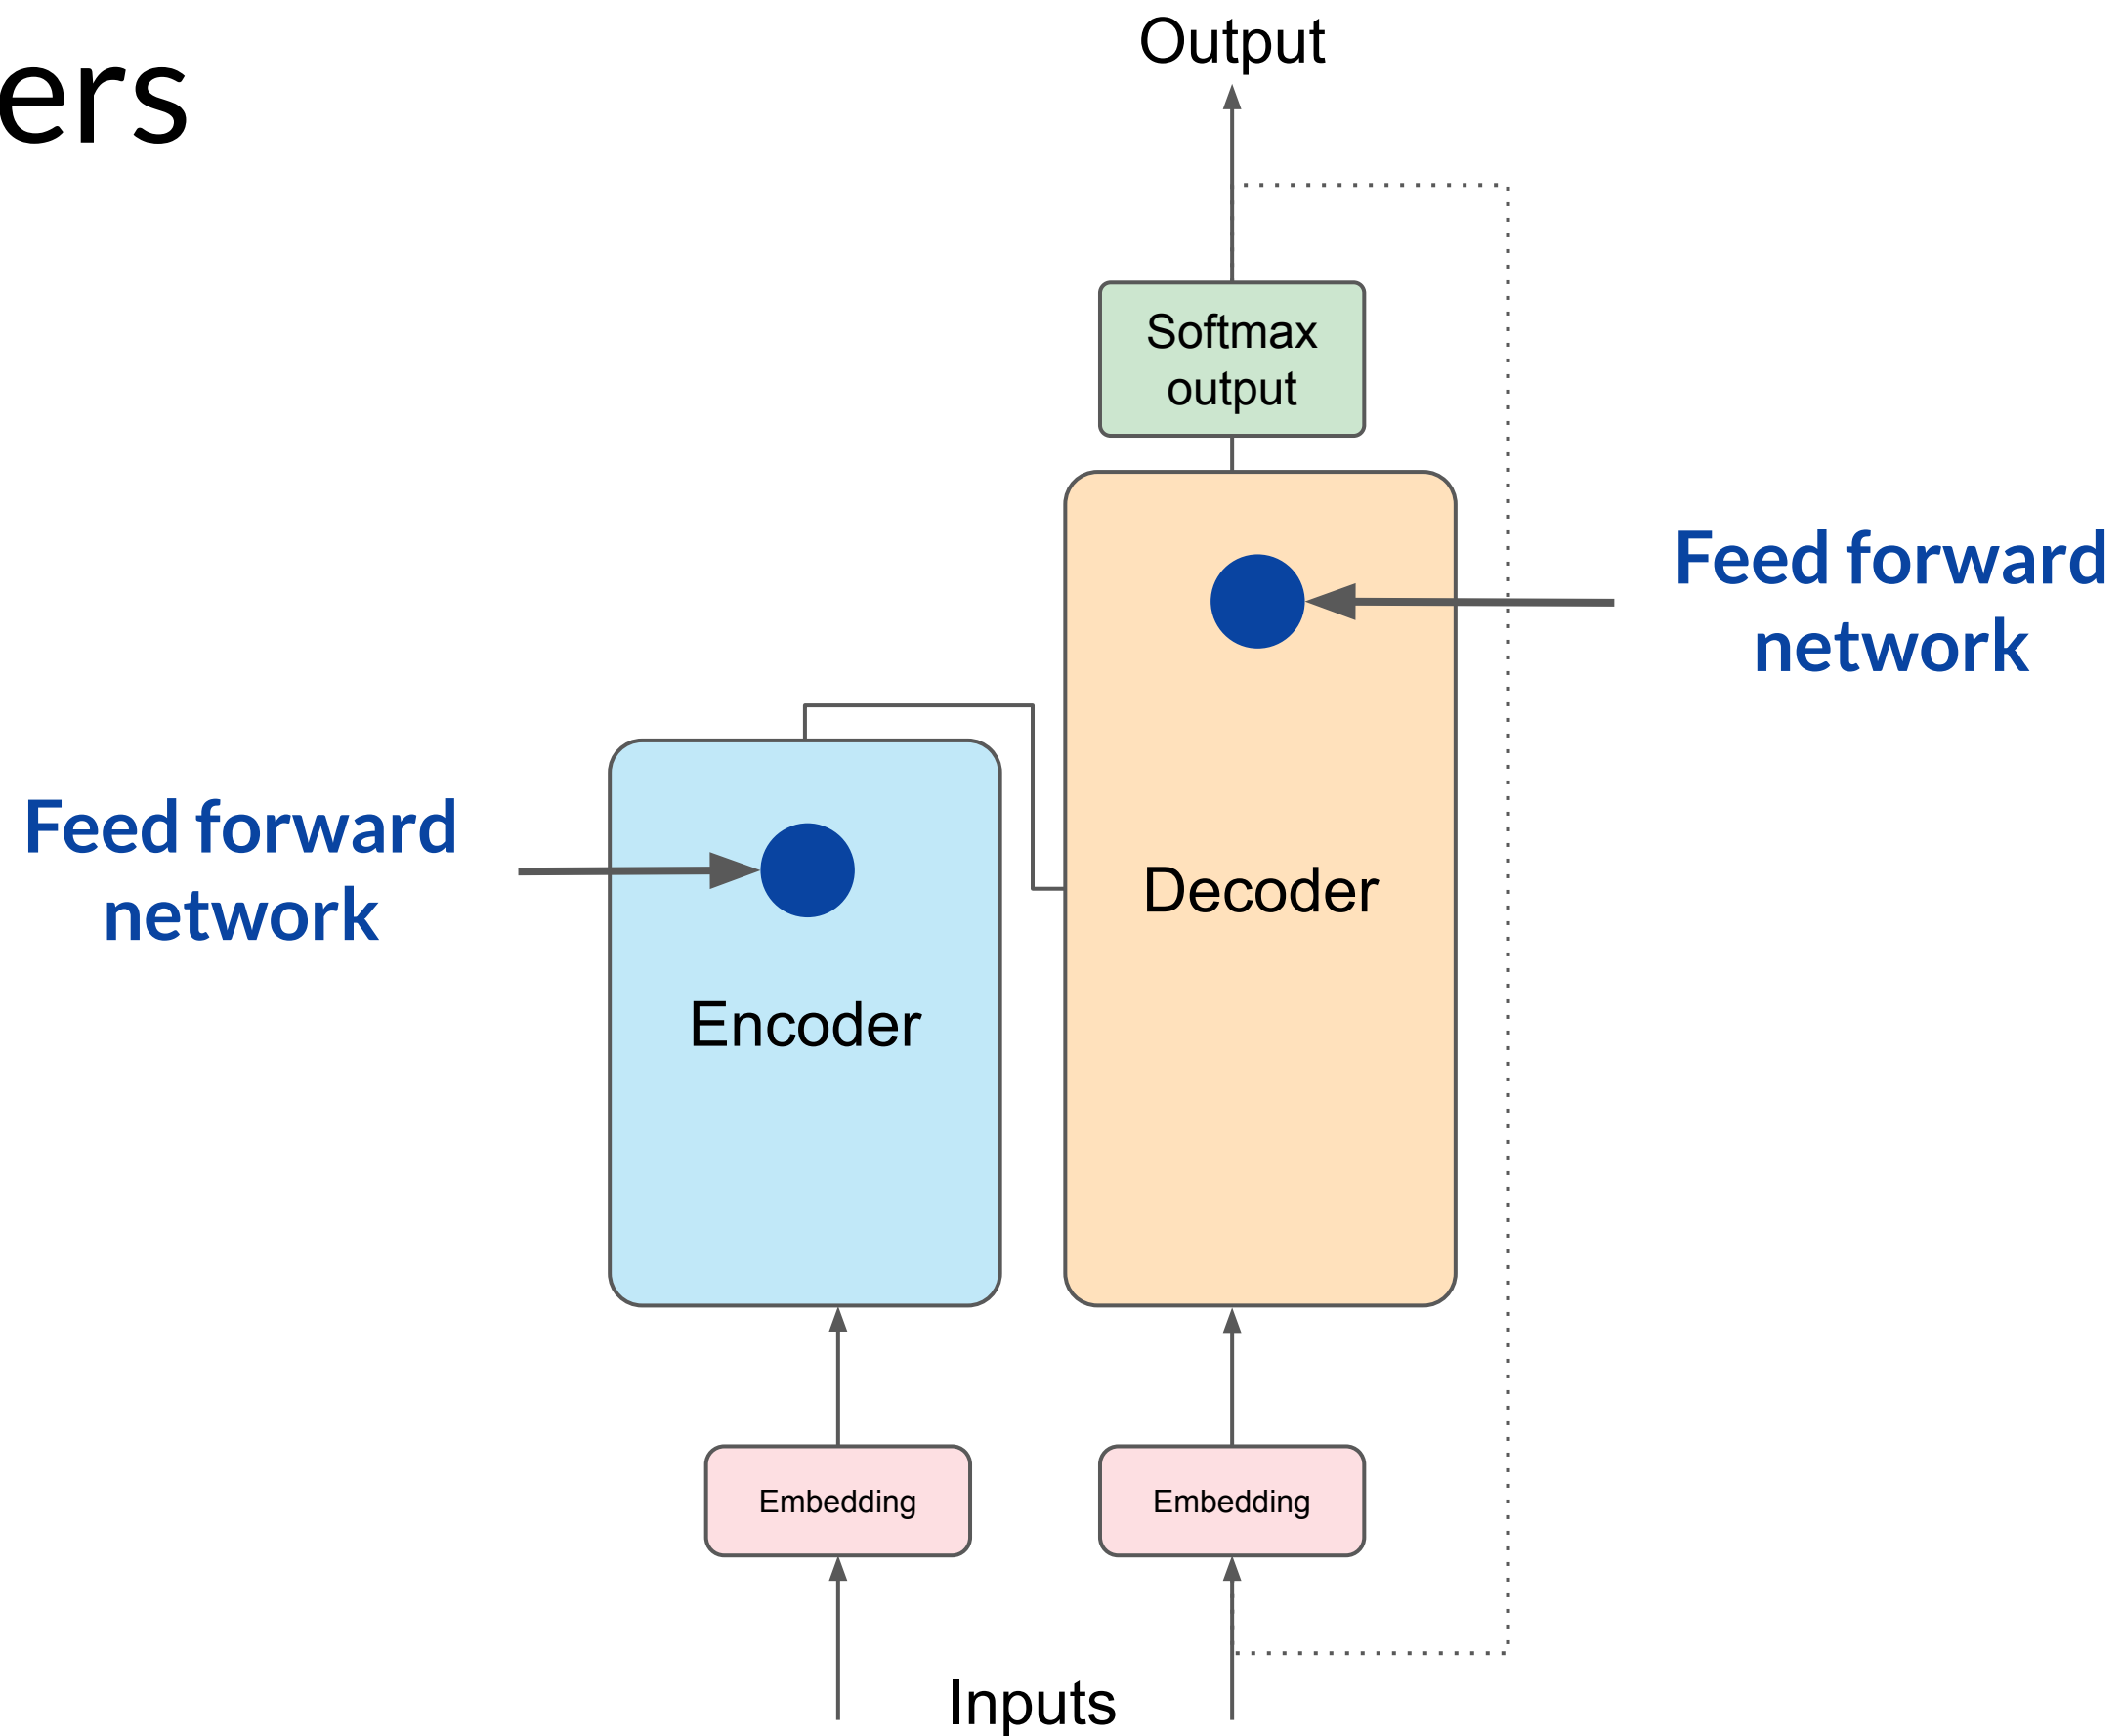 ers
Output
Softmax
output
Feed forward
network
Feed forward
network
Decoder
Encoder
Embedding
Embedding
Inputs